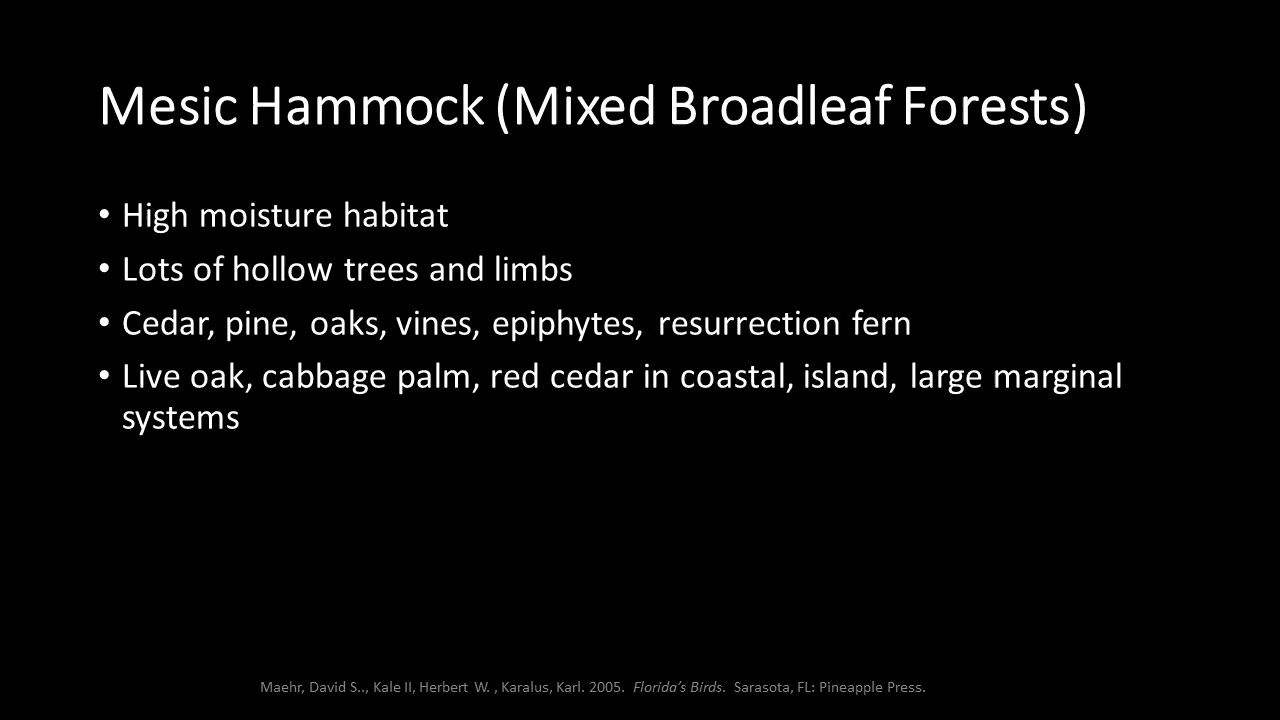 Mesic Hammock (Mixed Broadleaf Forests)
• High moisture habitat
• Lots of hollow trees and limbs
• Cedar, pine, oaks, vines, epiphytes, resurrection fern
• Live oak, cabbage palm, red cedar in coastal, island, large marginal
systems
Maehr, David S.., Kale II, Herbert W. , Karalus, Karl. 2005. Florida’s Birds. Sarasota, FL: Pineapple Press.